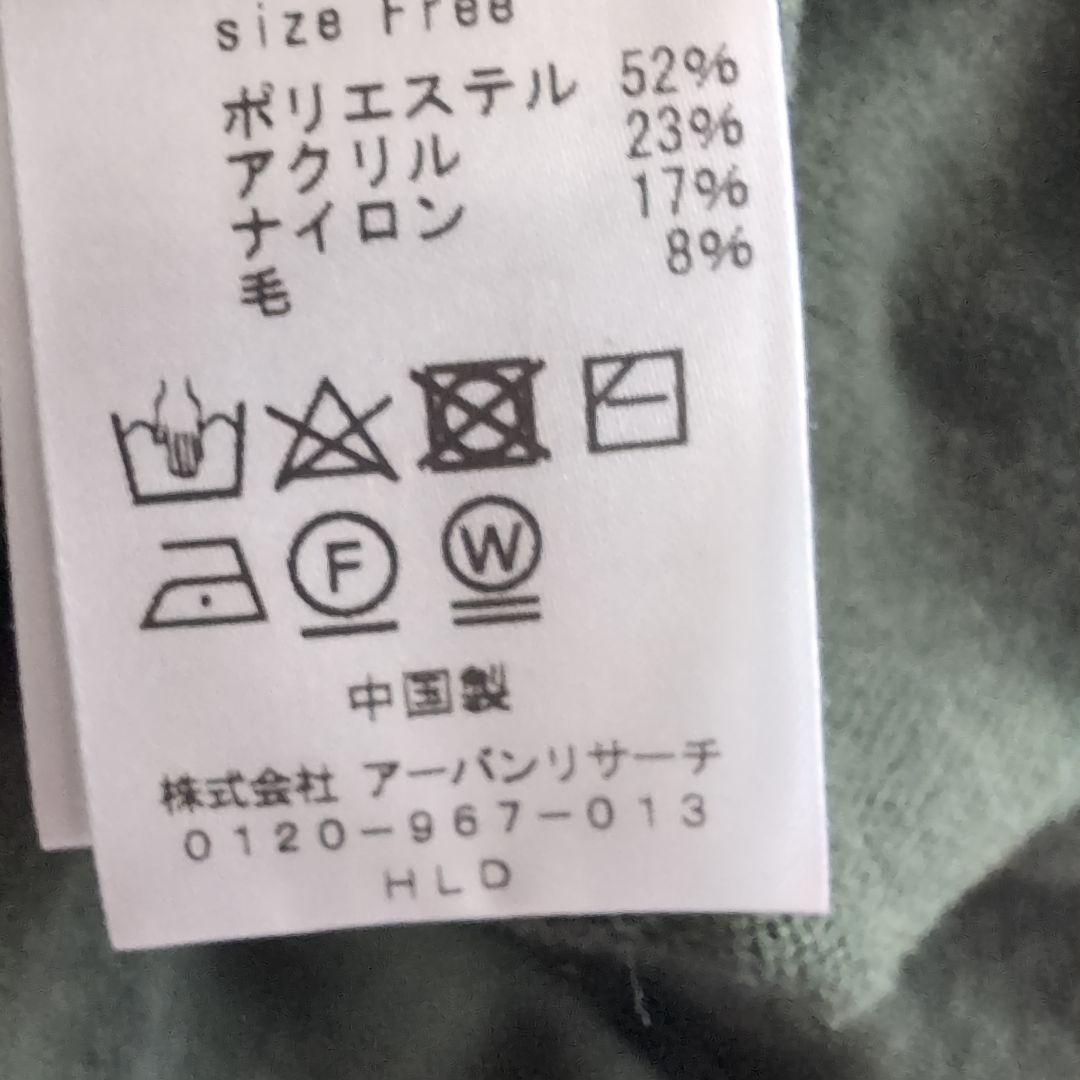 size Free
ポリエステル 52%
アクリル 23%
ナイロン 17%
毛 8%
F W
中国製
株式会社 アーバンリサーチ
0120-967-013
HLD